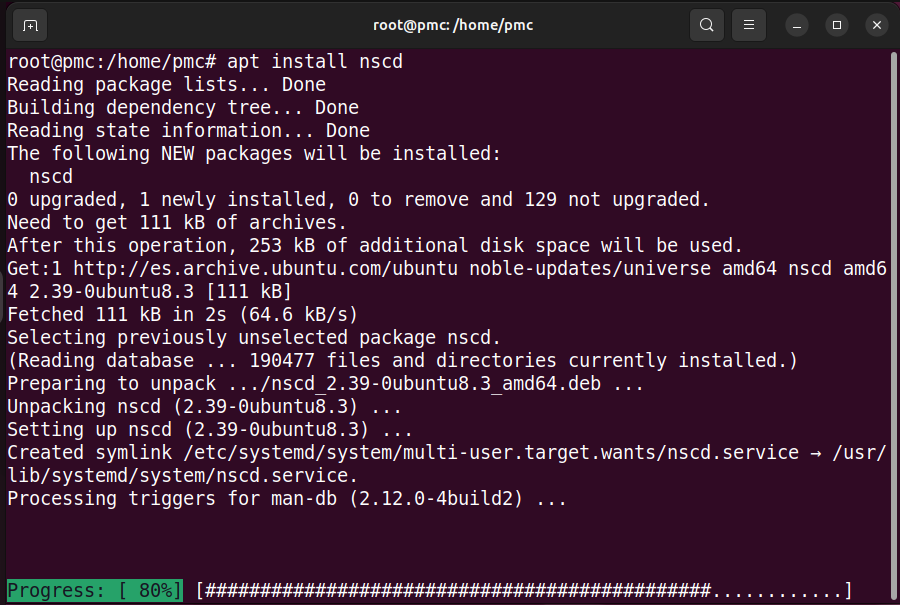 root@pmc: /home/pmc
root@pmc:/home/pmc# apt install nscd
Reading package lists... Done
Building dependency tree... Done
Reading state information... Done
The following NEW packages will be installed:
  nscd
0 upgraded, 1 newly installed, 0 to remove and 129 not upgraded.
Need to get 111 kB of archives.
After this operation, 253 kB of additional disk space will be used.
Get:1 http://es.archive.ubuntu.com/ubuntu noble-updates/universe amd64 nscd amd6
4 2.39-0ubuntu8.3 [111 kB]
Fetched 111 kB in 2s (64.6 kB/s)
Selecting previously unselected package nscd.
(Reading database ... 190477 files and directories currently installed.)
Preparing to unpack .../nscd_2.39-0ubuntu8.3_amd64.deb ...
Unpacking nscd (2.39-0ubuntu8.3) ...
Setting up nscd (2.39-0ubuntu8.3) ...
Created symlink /etc/systemd/system/multi-user.target.wants/nscd.service → /usr/
lib/systemd/system/nscd.service.
Processing triggers for man-db (2.12.0-4build2) ...
Progress: [ 80%] [##############################################............]